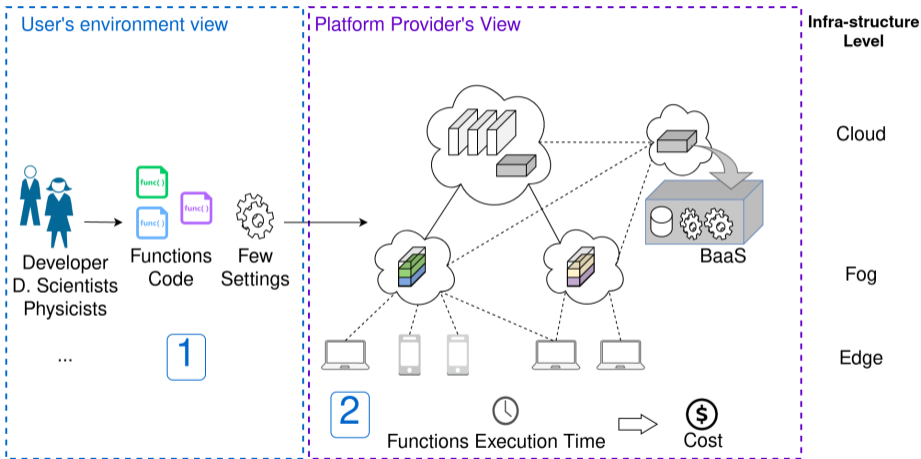 User's environment view
Platform Provider's View
Infra-structure
Level
func( )
func( )
func( )
Developer
D. Scientists
Physicists
...
Functions
Code
Few
Settings
1
BaaS
Cloud
Fog
Edge
2
Functions Execution Time
$
Cost